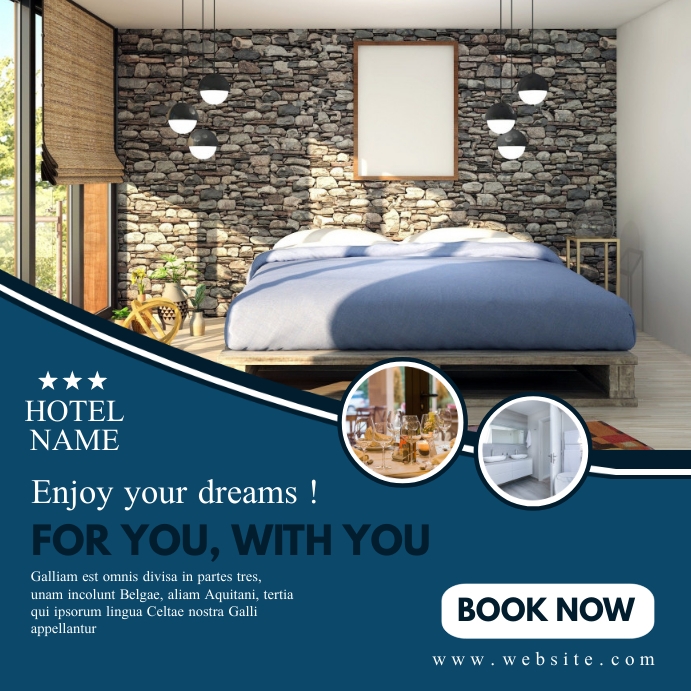 HOTEL
NAME
Enjoy your dreams !
FOR YOU, WITH YOU
Galliam est omnis divisa in partes tres,
unam incolunt Belgae, aliam Aquitani, tertia
qui ipsorum lingua Celtae nostra Galli
appellantur
BOOK NOW
www.website.com